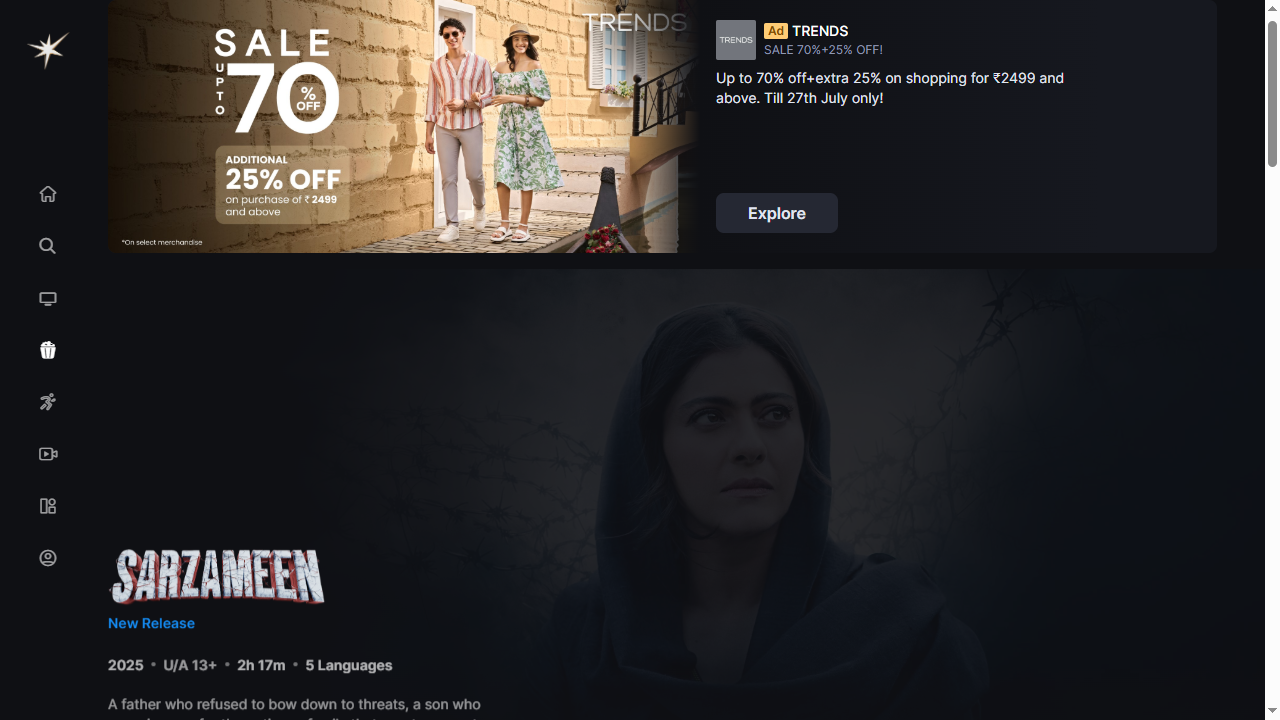 TRENDS
SALE
UPTO
70
%
OFF
ADDITIONAL
25% OFF
on purchase of ₹ 2499
and above
*On select merchandise
TRENDS
Ad TRENDS
SALE 70%+25% OFF!
Up to 70% off+extra 25% on shopping for ₹2499 and
above. Till 27th July only!
Explore
SARZAMEEN
New Release
2025 • U/A 13+ • 2h 17m • 5 Languages
A father who refused to bow down to threats, a son who